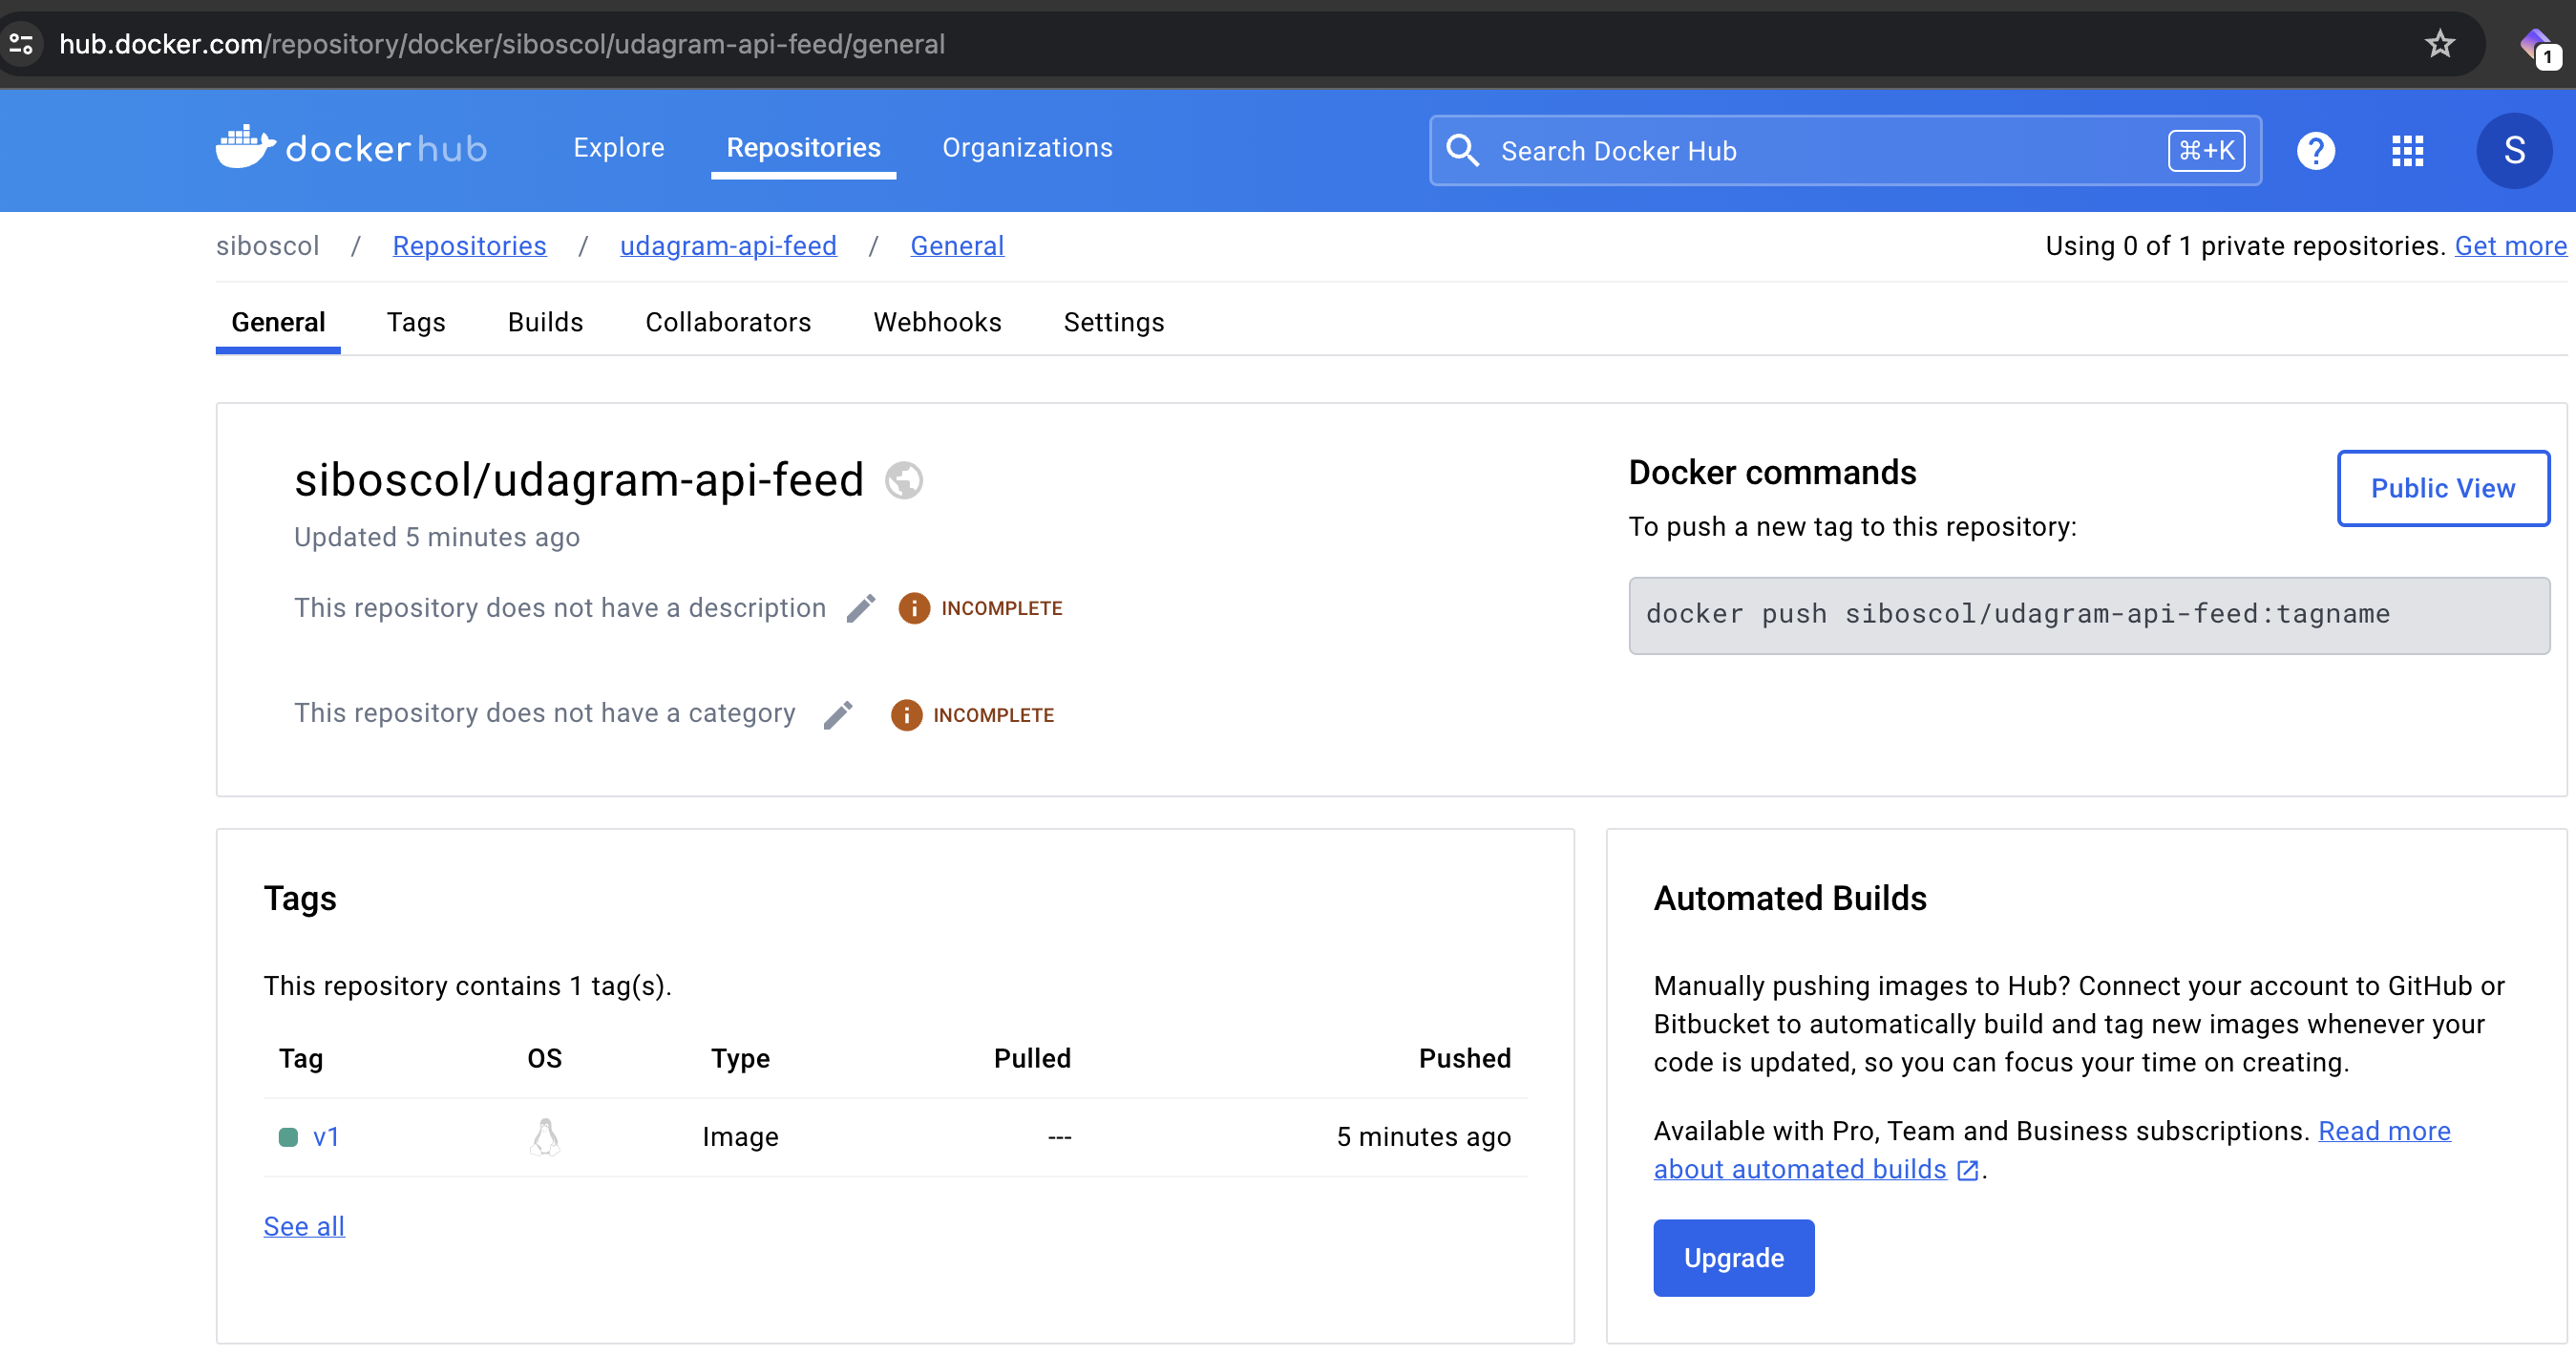 hub.docker.com/repository/docker/siboscol/udagram-api-feed/general
1
dockerhub Explore Repositories Organizations Search Docker Hub ⌘+K ? S
siboscol / Repositories / udagram-api-feed / General Using 0 of 1 private repositories. Get more
General Tags Builds Collaborators Webhooks Settings
siboscol/udagram-api-feed
Updated 5 minutes ago
This repository does not have a description i INCOMPLETE
This repository does not have a category i INCOMPLETE
Docker commands
Public View
To push a new tag to this repository:
docker push siboscol/udagram-api-feed:tagname
Tags
This repository contains 1 tag(s).
Tag OS Type Pulled Pushed
v1 Image --- 5 minutes ago
See all
Automated Builds
Manually pushing images to Hub? Connect your account to GitHub or
Bitbucket to automatically build and tag new images whenever your
code is updated, so you can focus your time on creating.
Available with Pro, Team and Business subscriptions. Read more
about automated builds .
Upgrade